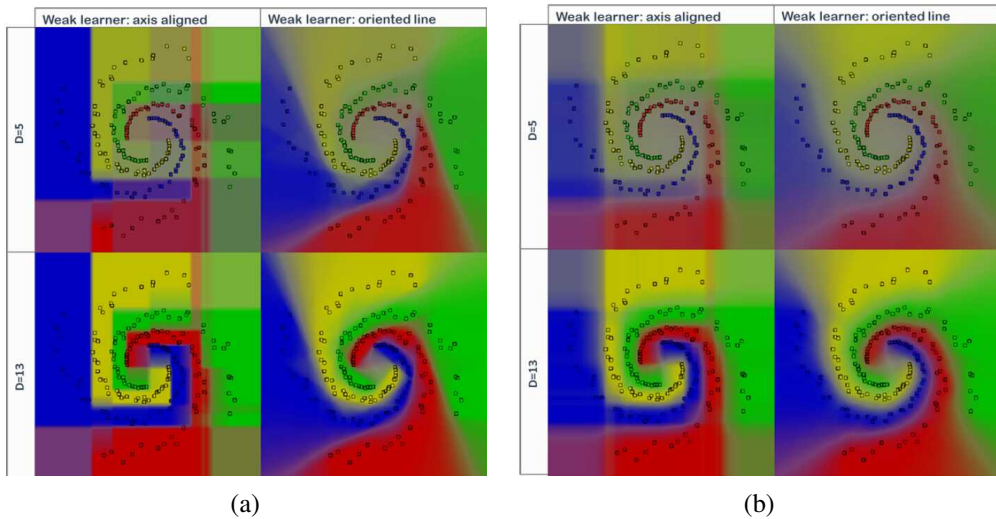 Weak learner: axis aligned
Weak learner: oriented line
D=5
D=13
(a)
Weak learner: axis aligned
Weak learner: oriented line
D=5
D=13
(b)